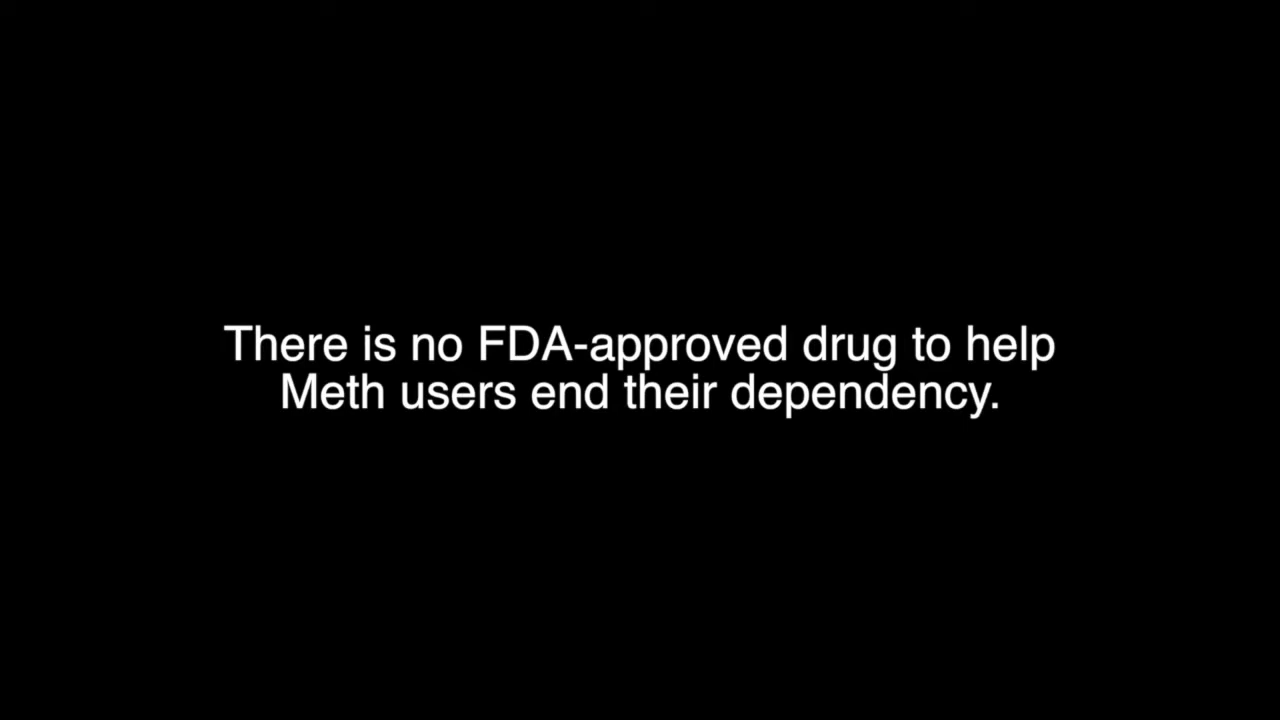 There is no FDA-approved drug to help
Meth users end their dependency.